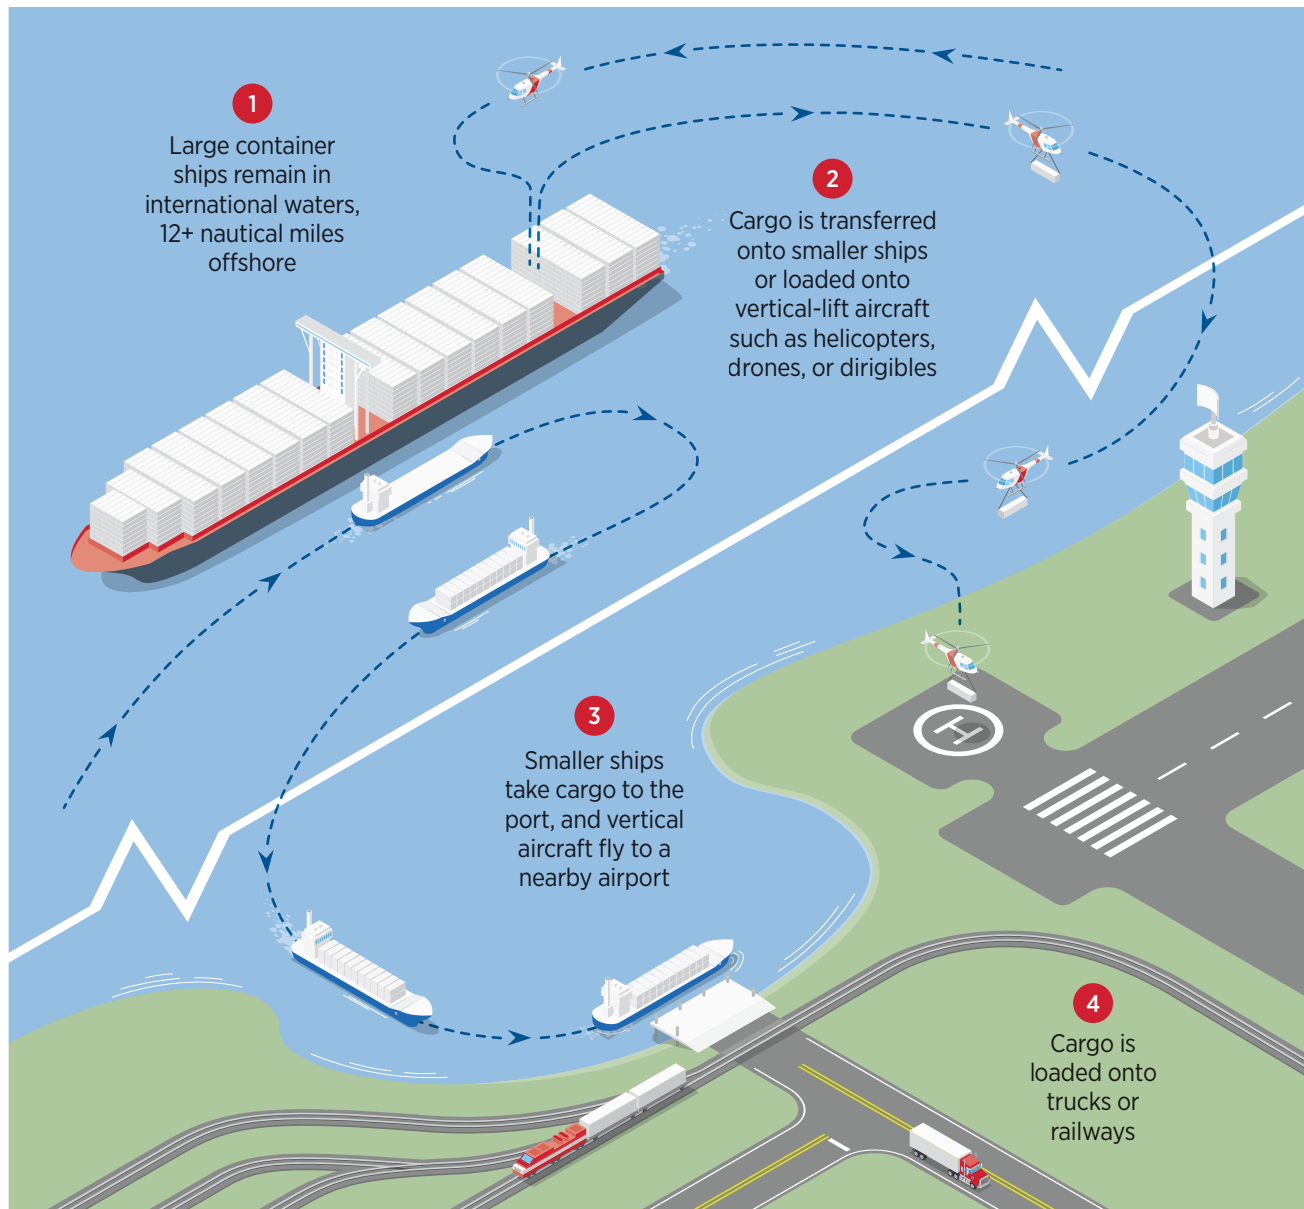 1
Large container
ships remain in
international waters,
12+ nautical miles
offshore
2
Cargo is transferred
onto smaller ships
or loaded onto
vertical-lift aircraft
such as helicopters,
drones, or dirigibles
3
Smaller ships
take cargo to the
port, and vertical
aircraft fly to a
nearby airport
H
4
Cargo is
loaded onto
trucks or
railways